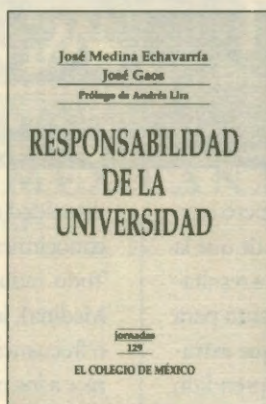 José Medina Echavarría
José Gaos
Prólogo de Andrés Lira
RESPONSABILIDAD
DE LA
UNIVERSIDAD
jornadas
129
EL COLEGIO DE MÉXICO